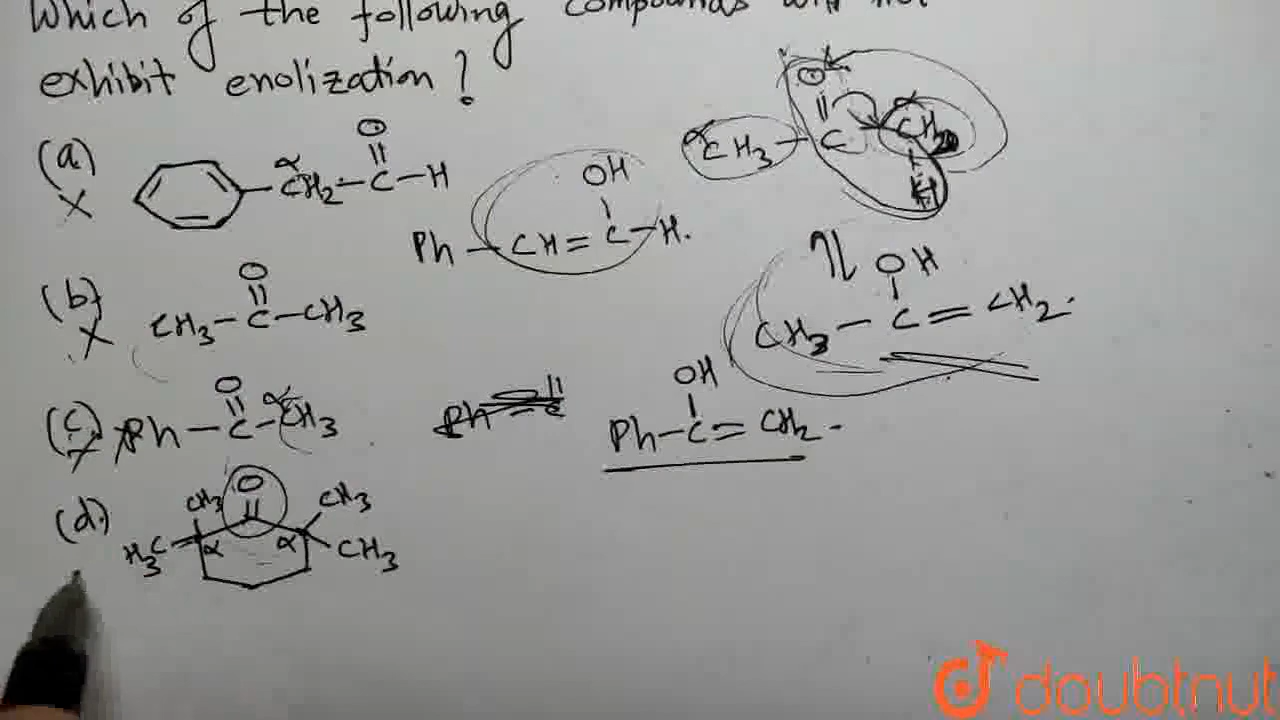 Which of the following compounds will not
exhibit enolization?
(a) CH2-C-H
O
α
X
OH
Ph-CH=C-H.
(b) CH3-C-CH3
O
X
O
α CH3-C-CH2
α
H
OH
CH3-C=CH2.
(c) Ph-C-CH3
O
α
X
OH
Ph-C=CH2-
(d)
CH3 O CH3
H3C α α CH3
doubtnut